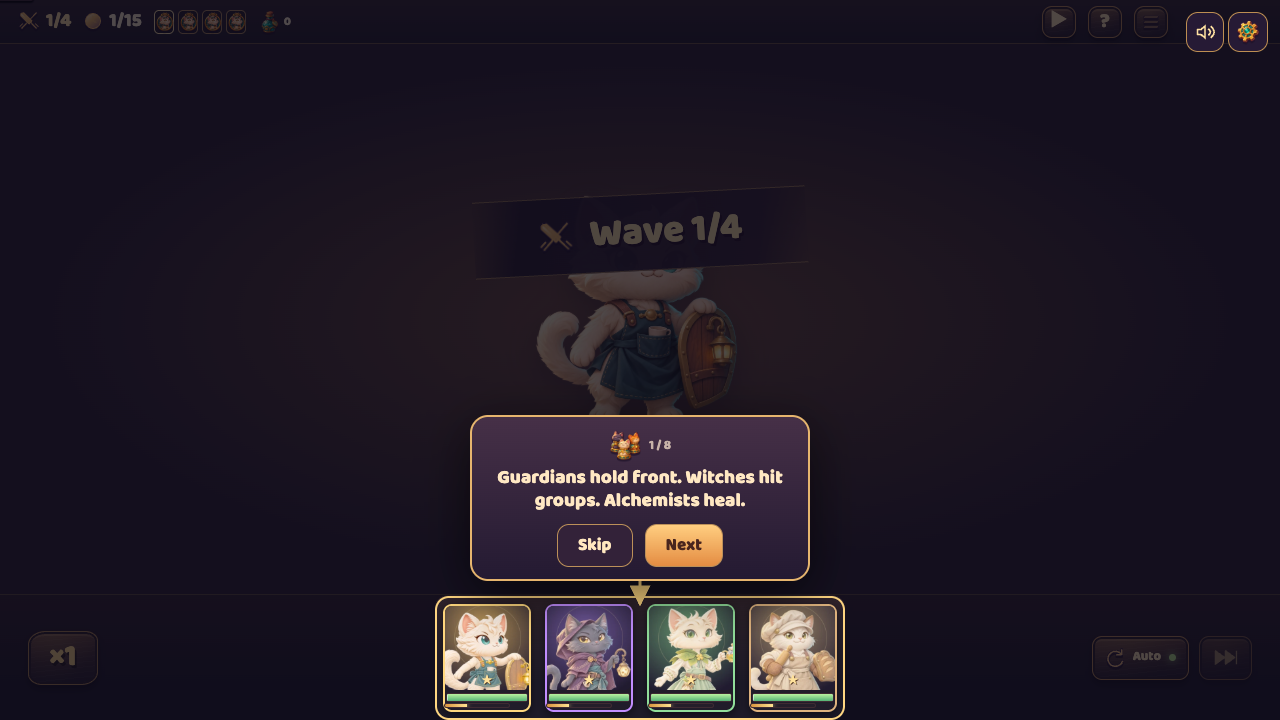 1/4 1/15 0 ?
Wave 1/4
1/8
Guardians hold front. Witches hit
groups. Alchemists heal.
Skip Next
×1 Auto